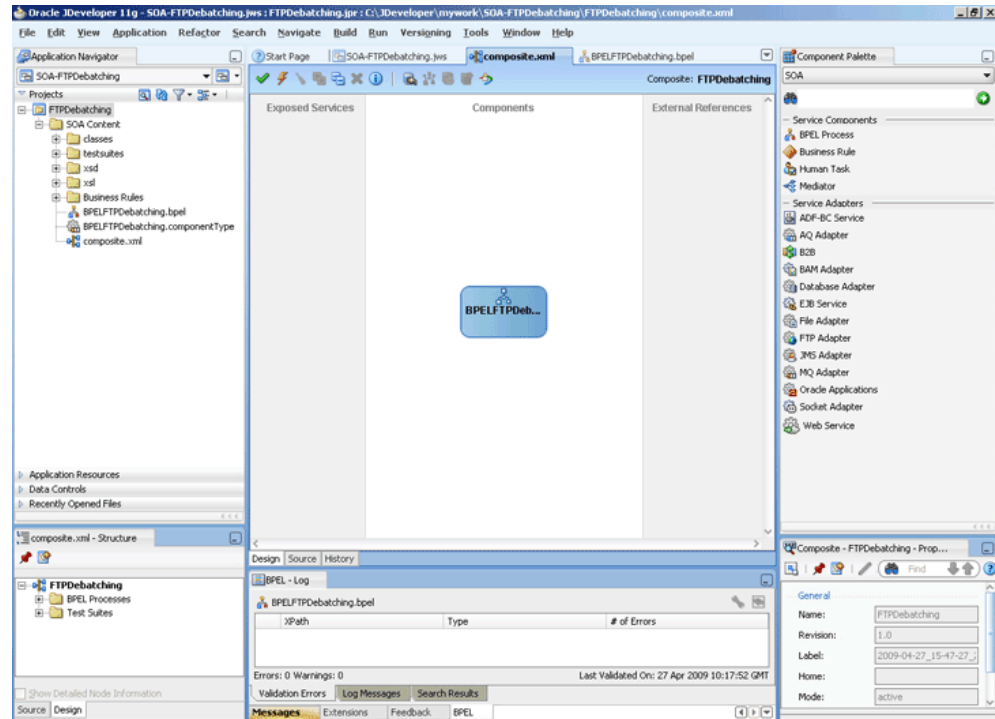 Oracle JDeveloper 11g - SOA-FTPDebatching.jws : FTPDebatching.jpr : C:\JDeveloper\mywork\SOA-FTPDebatching\FTPDebatching\composite.xml
File Edit View Application Refactor Search Navigate Build Run Versigning Tools Window Help
Application Navigator
SOA-FTPDebatching
Projects
FTPDebatching
SOA Content
classes
testsuites
xsd
xsl
Business Rules
BPELFTPDebatching.bpel
BPELFTPDebatching.componentType
composite.xml
Application Resources
Data Controls
Recently Opened Files
composite.xml - Structure
FTPDebatching
BPEL Processes
Test Suites
Show Detailed Node Information
Source Design
Start Page SOA-FTPDebatching.jws composite.xml BPELFTPDebatching.bpel
Composite: FTPDebatching
Exposed Services Components External References
BPELFTPDeb...
Design Source History
BPEL - Log
BPELFTPDebatching.bpel
XPath Type # of Errors
Errors: 0 Warnings: 0 Last Validated On: 27 Apr 2009 10:17:52 GMT
Validation Errors Log Messages Search Results
Messages Extensions Feedback BPEL
Component Palette
SOA
Service Components
BPEL Process
Business Rule
Human Task
Mediator
Service Adapters
ADF-BC Service
AQ Adapter
B2B
BAM Adapter
Database Adapter
EJB Service
File Adapter
FTP Adapter
JMS Adapter
MQ Adapter
Oracle Applications
Socket Adapter
Web Service
Composite - FTPDebatching - Prop...
Find
General
Name: FTPDebatching
Revision: 1.0
Label: 2009-04-27_15-47-27_
Home:
Mode: active